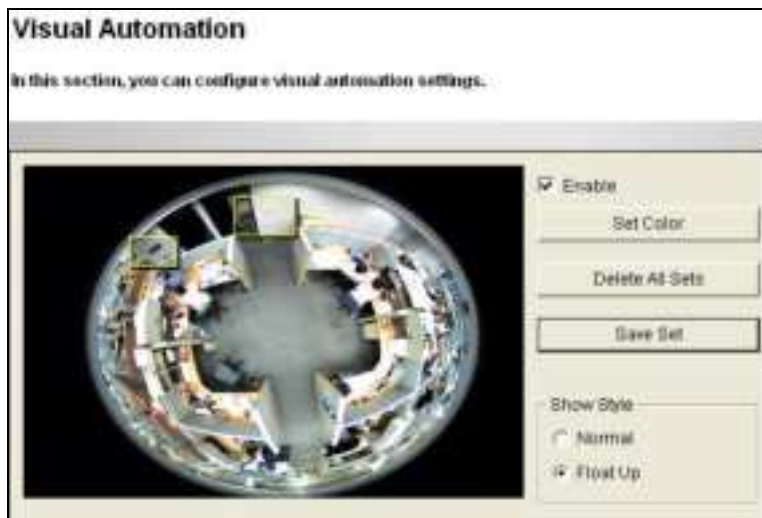 Visual Automation
In this section, you can configure visual automation settings.
Enable
Set Color
Delete All Sets
Save Set
Show Style
Normal
Float Up